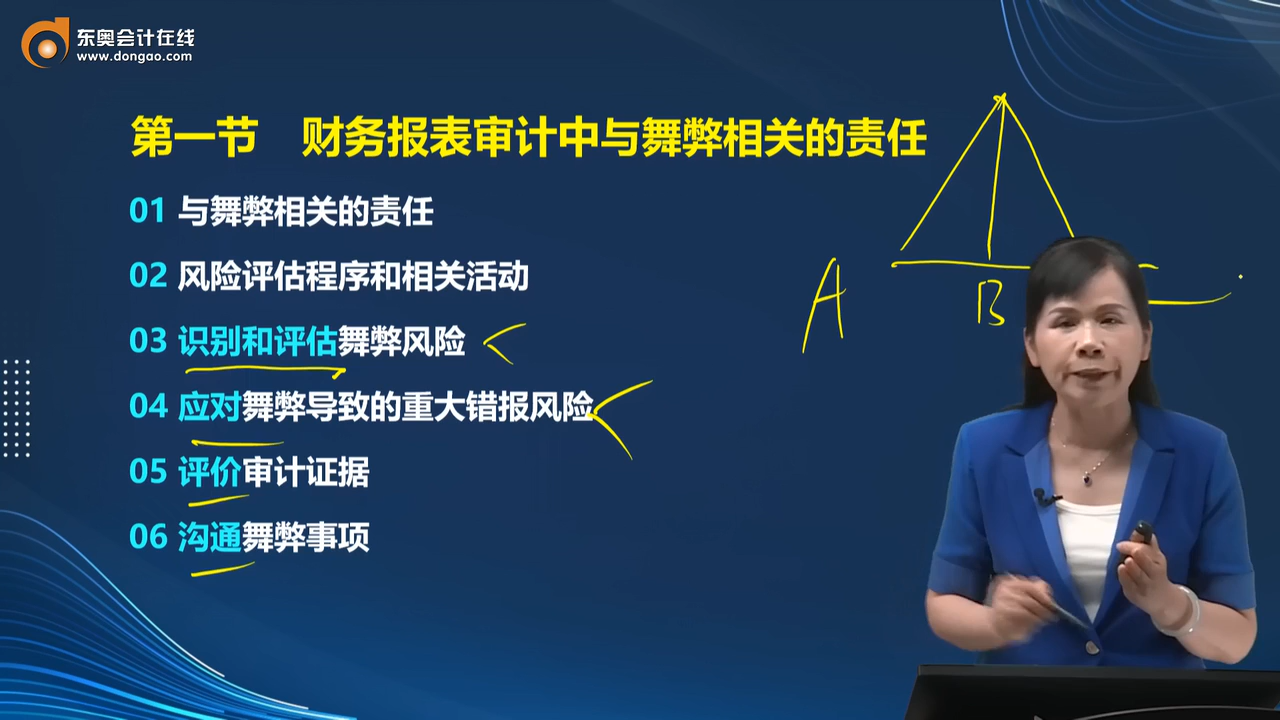 东奥会计在线
www.dongao.com
第一节 财务报表审计中与舞弊相关的责任
01 与舞弊相关的责任
02 风险评估程序和相关活动
03 识别和评估舞弊风险
04 应对舞弊导致的重大错报风险
05 评价审计证据
06 沟通舞弊事项
A
B